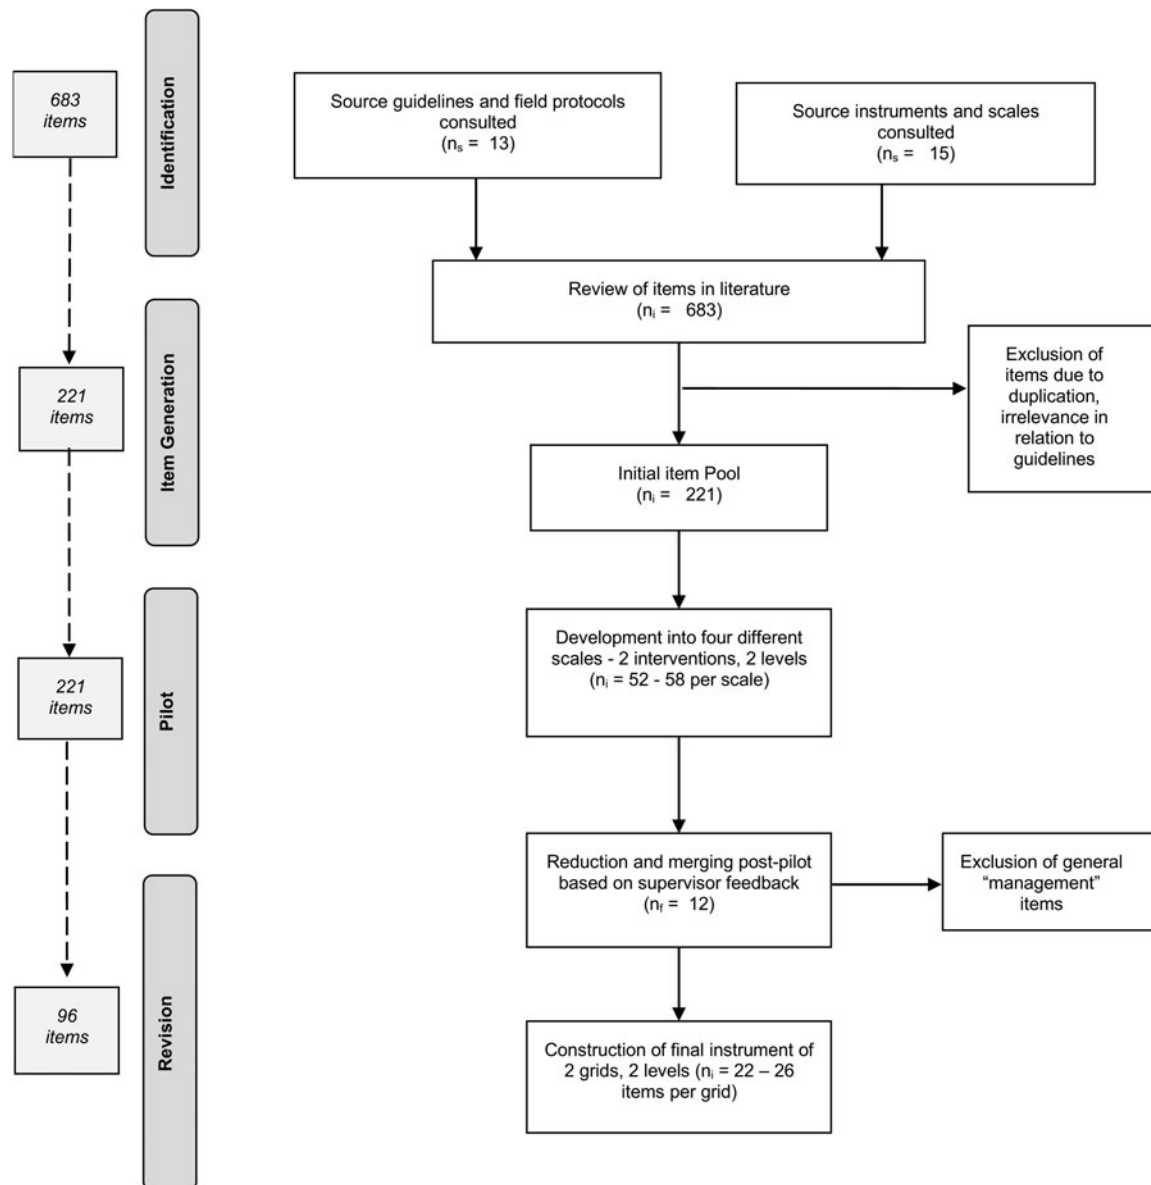 683
items
Identification
Source guidelines and field protocols
consulted
(ns = 13)
Source instruments and scales
consulted
(ns = 15)
Review of items in literature
(ni = 683)
Exclusion of
items due to
duplication,
irrelevance in
relation to
guidelines
221
items
Item Generation
Initial item Pool
(ni = 221)
Development into four different
scales - 2 interventions, 2 levels
(ni = 52 - 58 per scale)
221
items
Pilot
Reduction and merging post-pilot
based on supervisor feedback
(nf = 12)
Exclusion of general
“management”
items
96
items
Revision
Construction of final instrument of
2 grids, 2 levels (ni = 22 – 26
items per grid)